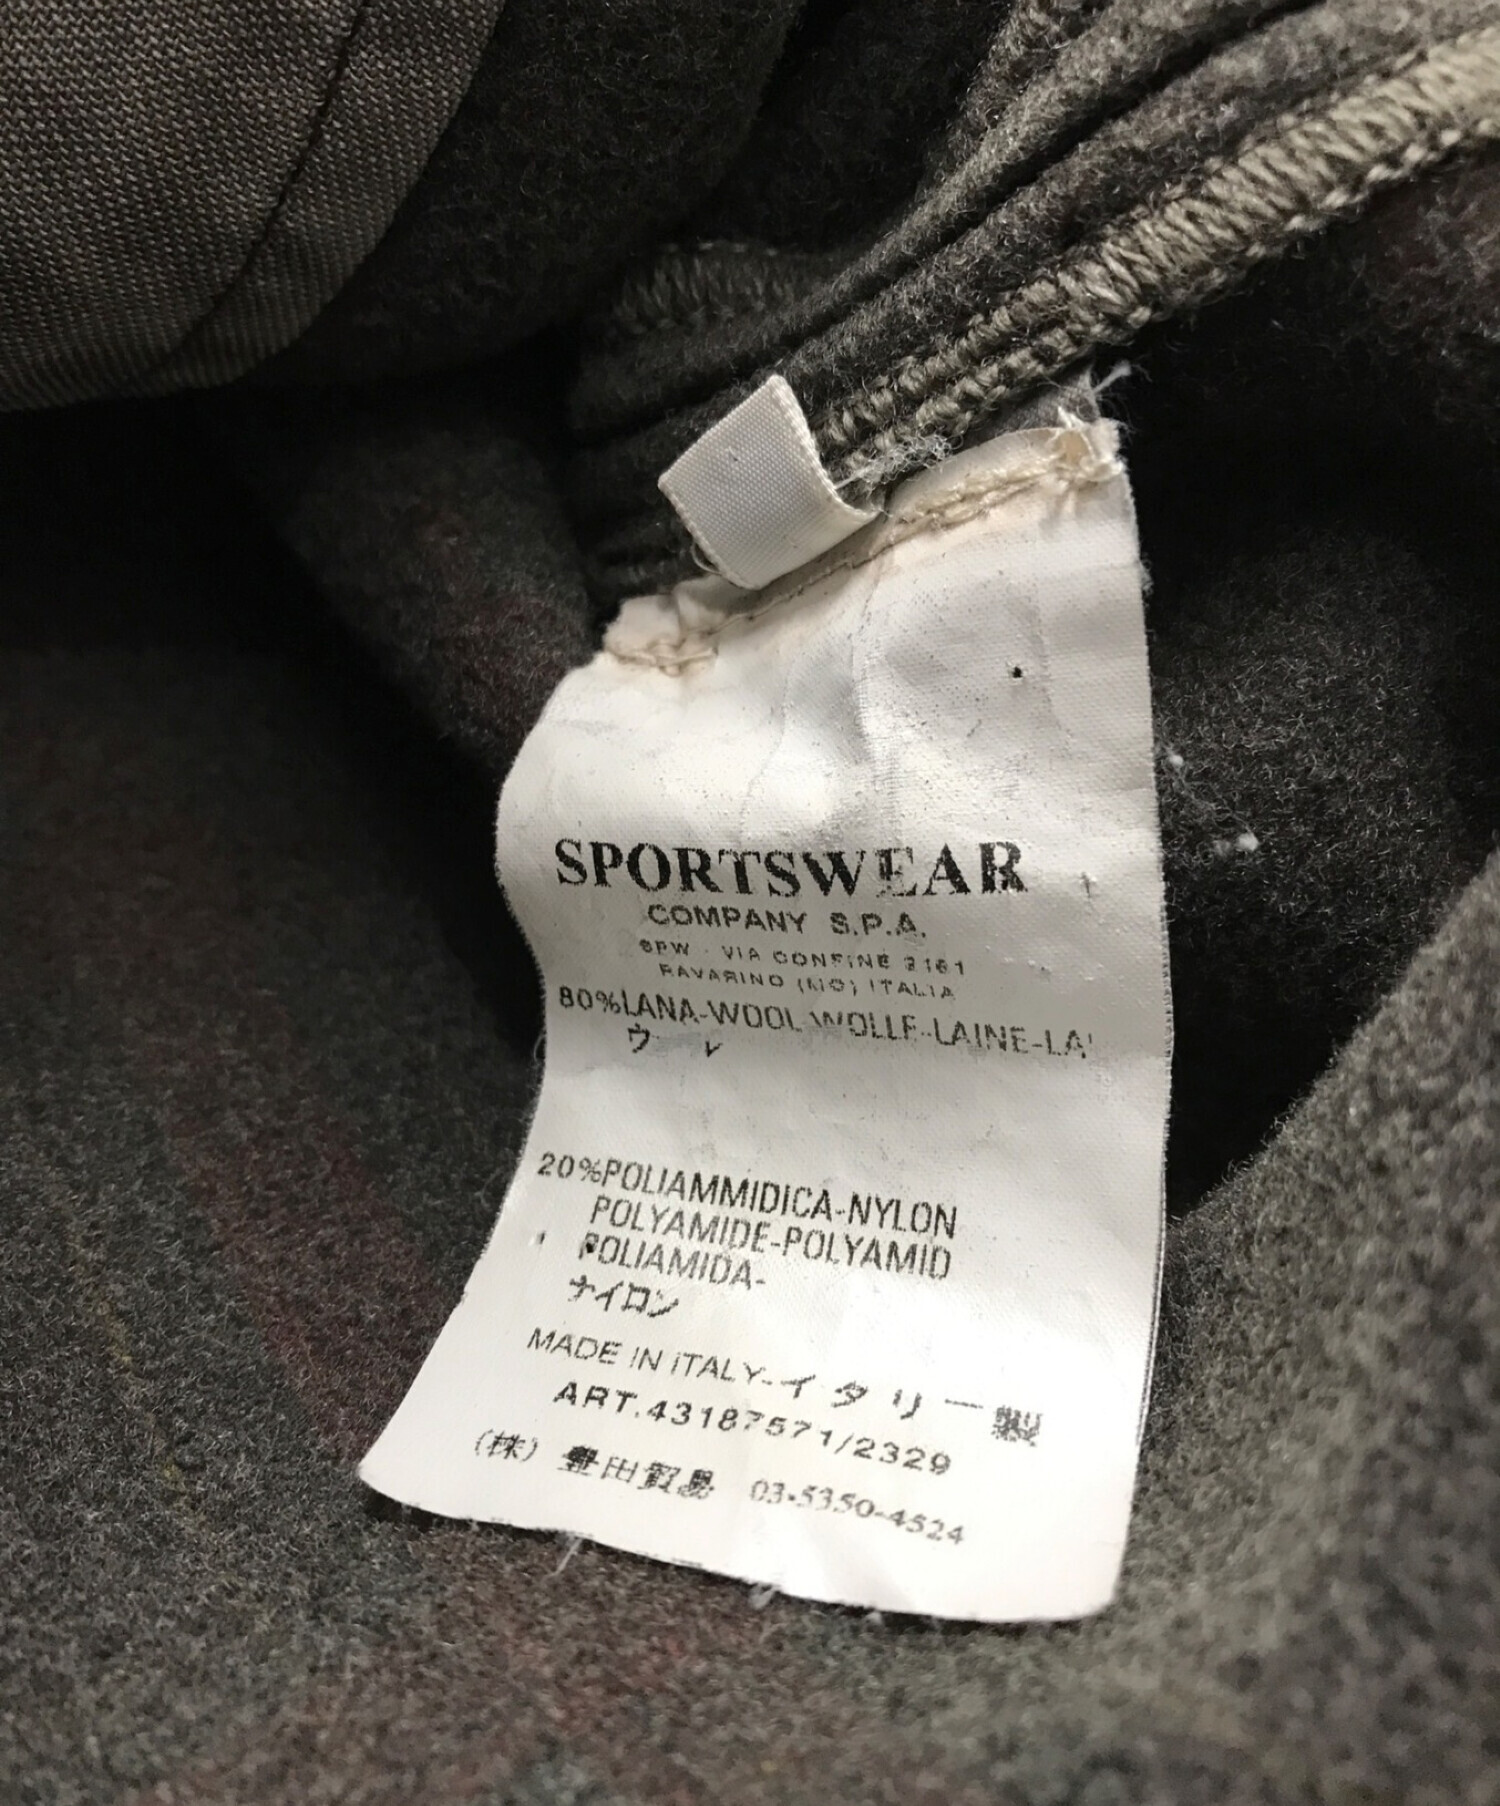 SPORTSWEAR
COMPANY S.P.A.
SPW - VIA CONFINE 2161
RAVARINO (MO) ITALIA
80%LANA-WOOL-WOLLE-LAINE-LA
ウ レ
20%POLIAMMIDICA-NYLON
POLYAMIDE-POLYAMID
POLIAMIDA-
ナイロン
MADE IN ITALY-イタリー製
ART.43187571/2329
(株) 豊田貿易 03-5350-4524